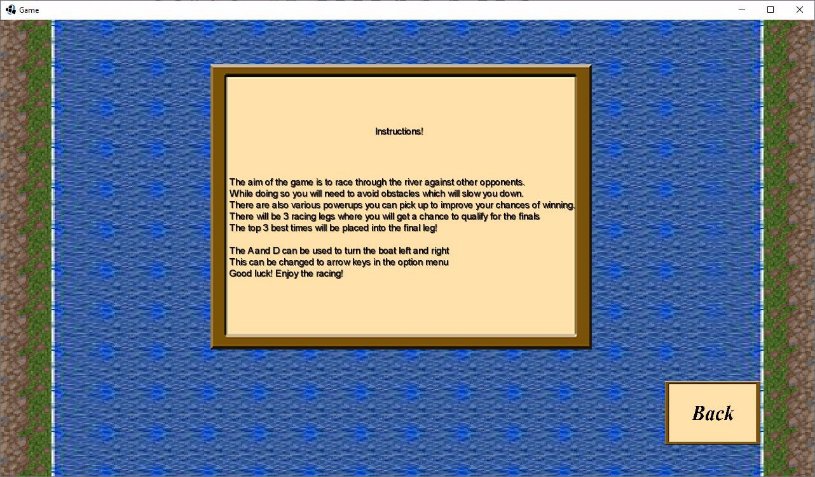 Game
Instructions!
The aim of the game is to race through the river against other opponents.
While doing so you will need to avoid obstacles which will slow you down.
There are also various powerups you can pick up to improve your chances of winning.
There will be 3 racing legs where you will get a chance to qualify for the finals
The top 3 best times will be placed into the final leg!
The A and D can be used to turn the boat left and right
This can be changed to arrow keys in the option menu
Good luck! Enjoy the racing!
Back